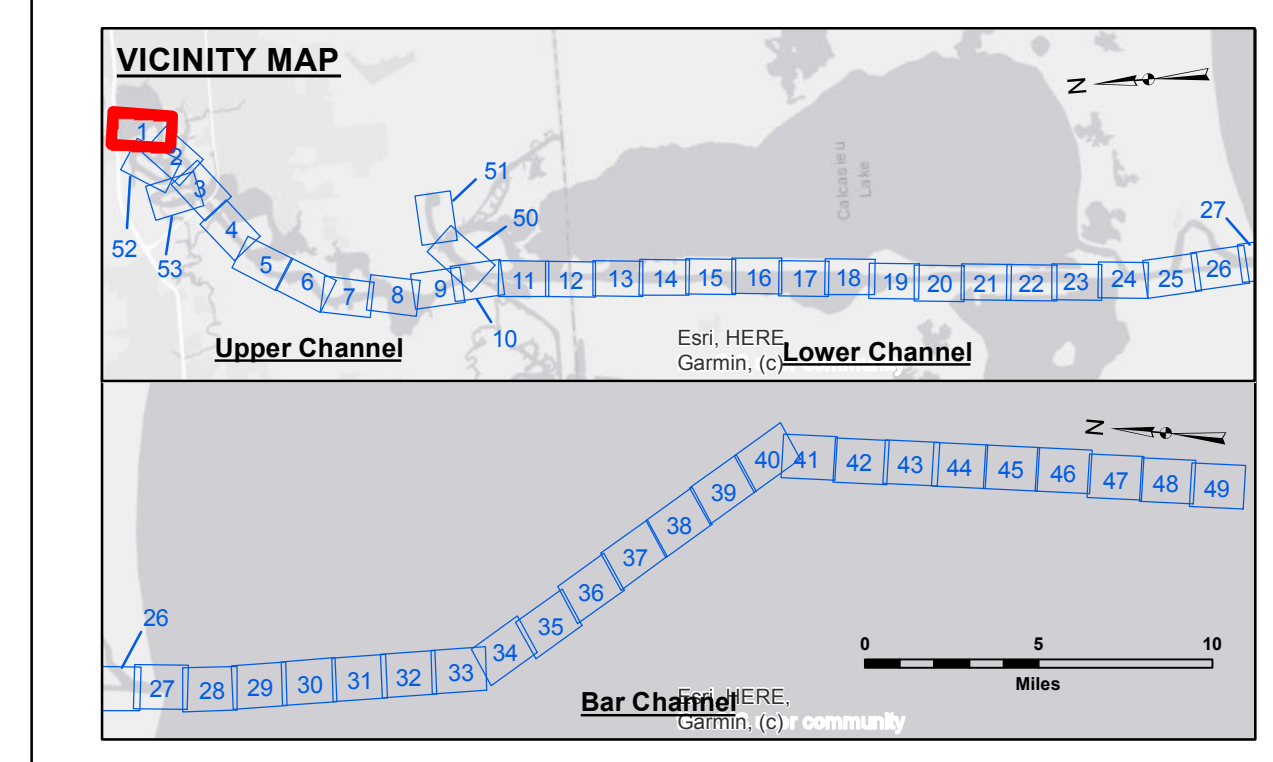 VICINITY MAP
N
1
2
3
52
53
4
5
6
7
8
9
10
51
50
11 12 13 14 15 16 17 18 19 20 21 22 23 24 25 26
27
Calcasieu
Lake
Upper Channel
Esri, HERE
Garmin, (c)
Lower Channel
r community
N
26
27 28 29 30 31 32 33 34 35 36 37 38 39 40 41 42 43 44 45 46 47 48 49
0 5 10
Miles
Bar Channel
Esri, HERE,
Garmin, (c) r community